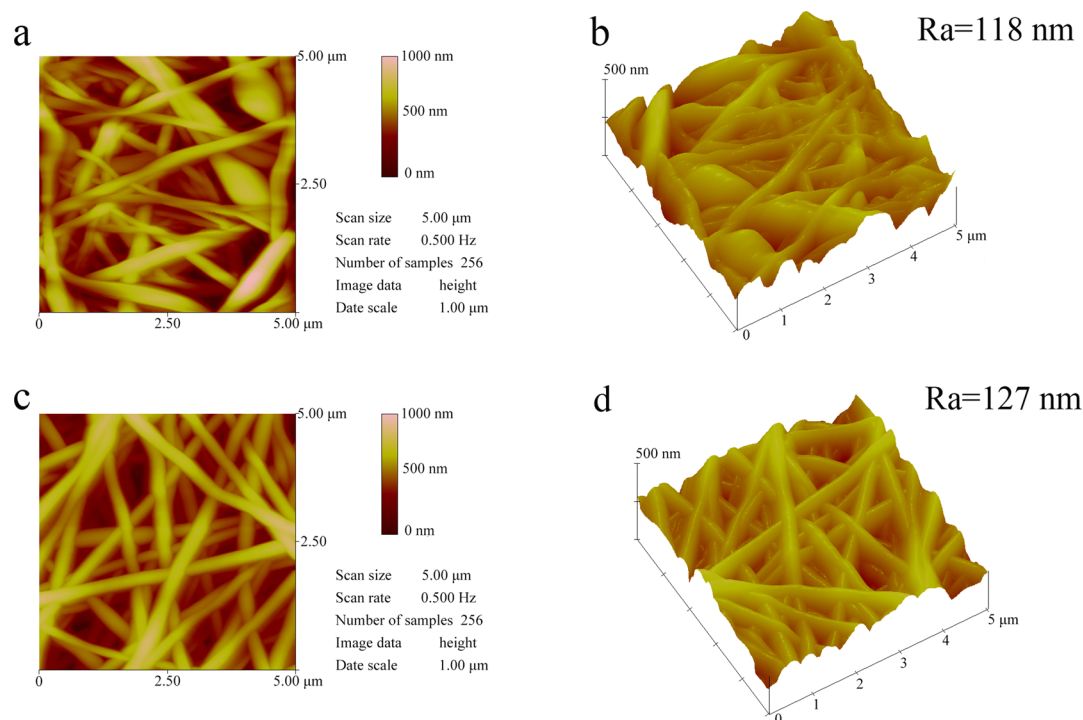 a
5.00 μm
2.50
0
2.50
5.00 μm
1000 nm
500 nm
0 nm
Scan size 5.00 μm
Scan rate 0.500 Hz
Number of samples 256
Image data height
Date scale 1.00 μm
b
Ra=118 nm
500 nm
0
1
2
3
4
5 μm
c
5.00 μm
2.50
0
2.50
5.00 μm
1000 nm
500 nm
0 nm
Scan size 5.00 μm
Scan rate 0.500 Hz
Number of samples 256
Image data height
Date scale 1.00 μm
d
Ra=127 nm
500 nm
0
1
2
3
4
5 μm